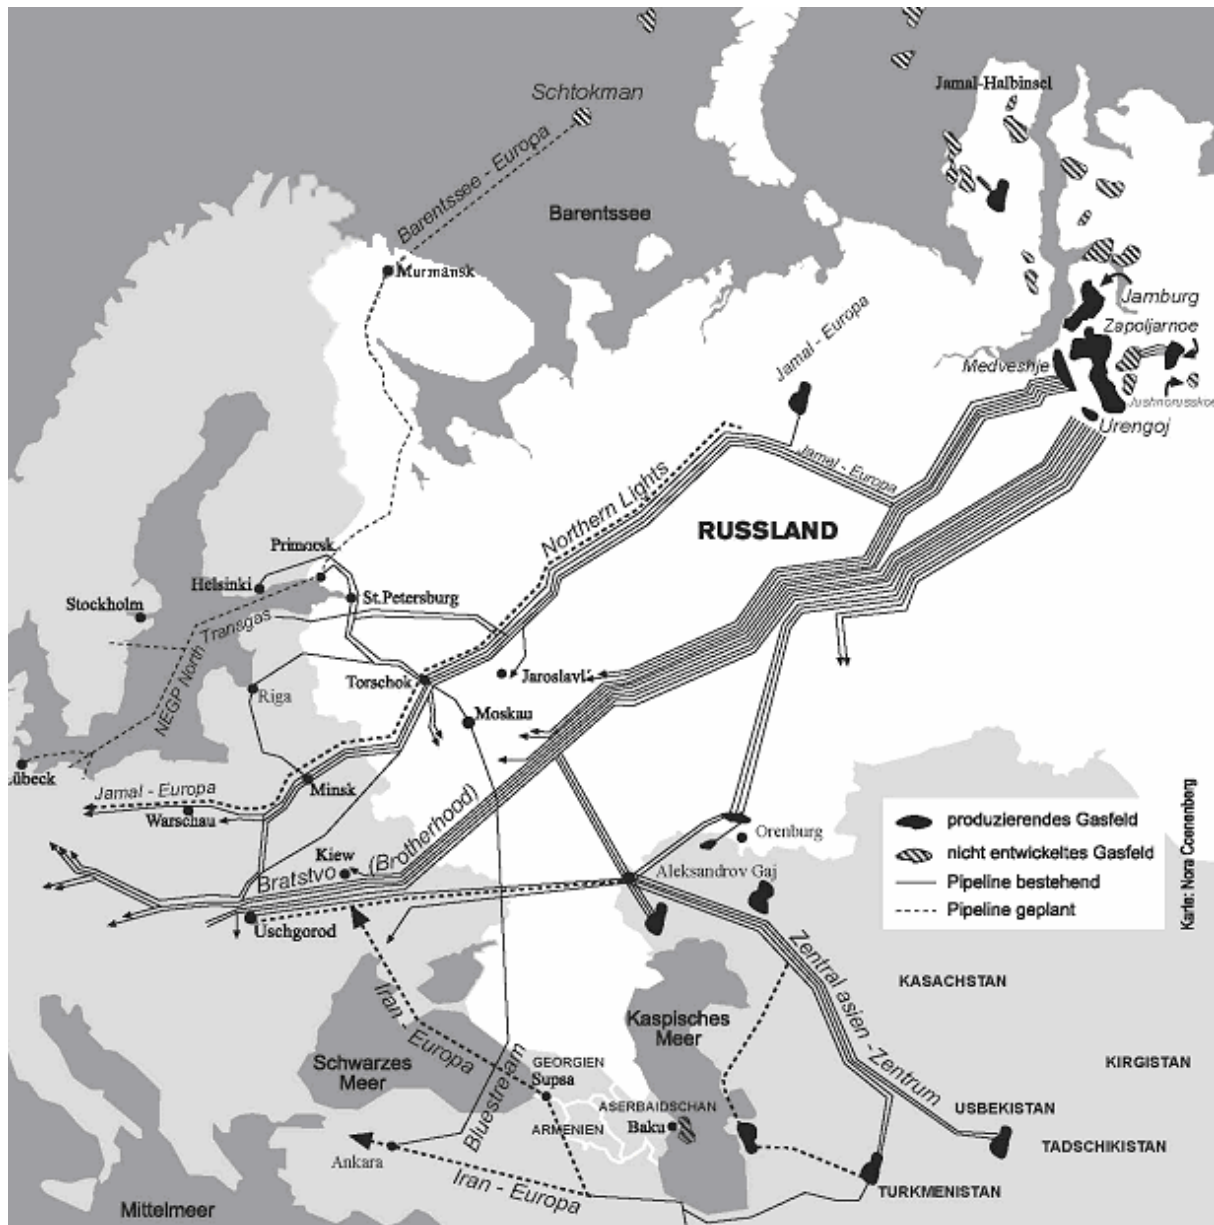 Schtokman
Jamal-Halbinsel
Barentssee - Europa
Barentssee
Murmansk
Jamburg
Zapoljarnoe
Jamal - Europa
Medveshje
Urengoj
Jamal - Europa
Northern Lights
RUSSLAND
Primorsk
Helsinki
St.Petersburg
Stockholm
NEGP North Transgas
Riga
Torschok
Jaroslavl
Moskau
Lübeck
Jamal - Europa
Minsk
Warschau
Kiew
Bratstvo (Brotherhood)
Orenburg
Aleksandrov Gaj
Uschgorod
produzierendes Gasfeld
nicht entwickeltes Gasfeld
Pipeline bestehend
Pipeline geplant
Karte: Nora Coenenberg
Zentral asien -Zentrum
KASACHSTAN
Iran - Europa
Kaspisches
Meer
Schwarzes
Meer
GEORGIEN
Supsa
Bluestream
KIRGISTAN
ASERBAIDSCHAN
Baku
ARMENIEN
USBEKISTAN
TADSCHIKISTAN
Ankara
Iran - Europa
TURKMENISTAN
Mittelmeer